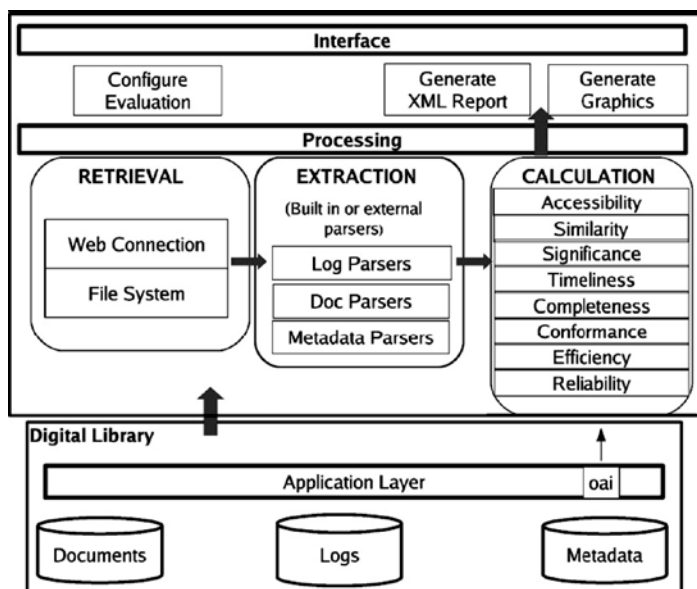 Interface
Configure
Evaluation
Generate
XML Report
Generate
Graphics
Processing
RETRIEVAL
Web Connection
File System
EXTRACTION
(Built in or external
parsers)
Log Parsers
Doc Parsers
Metadata Parsers
CALCULATION
Accessibility
Similarity
Significance
Timeliness
Completeness
Conformance
Efficiency
Reliability
Digital Library
Application Layer
oai
Documents
Logs
Metadata